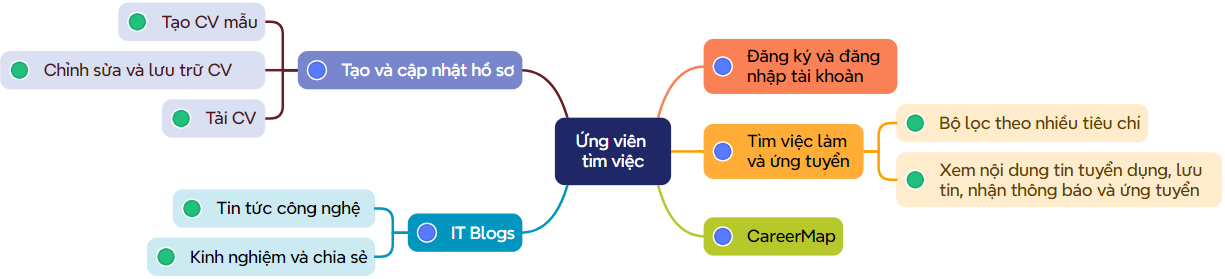 Tạo CV mẫu
Chỉnh sửa và lưu trữ CV
Tải CV
Tạo và cập nhật hồ sơ
Ứng viên
tìm việc
Tin tức công nghệ
Kinh nghiệm và chia sẻ
IT Blogs
Đăng ký và đăng
nhập tài khoản
Tìm việc làm
và ứng tuyển
Bộ lọc theo nhiều tiêu chí
Xem nội dung tin tuyển dụng, lưu
tin, nhận thông báo và ứng tuyển
CareerMap